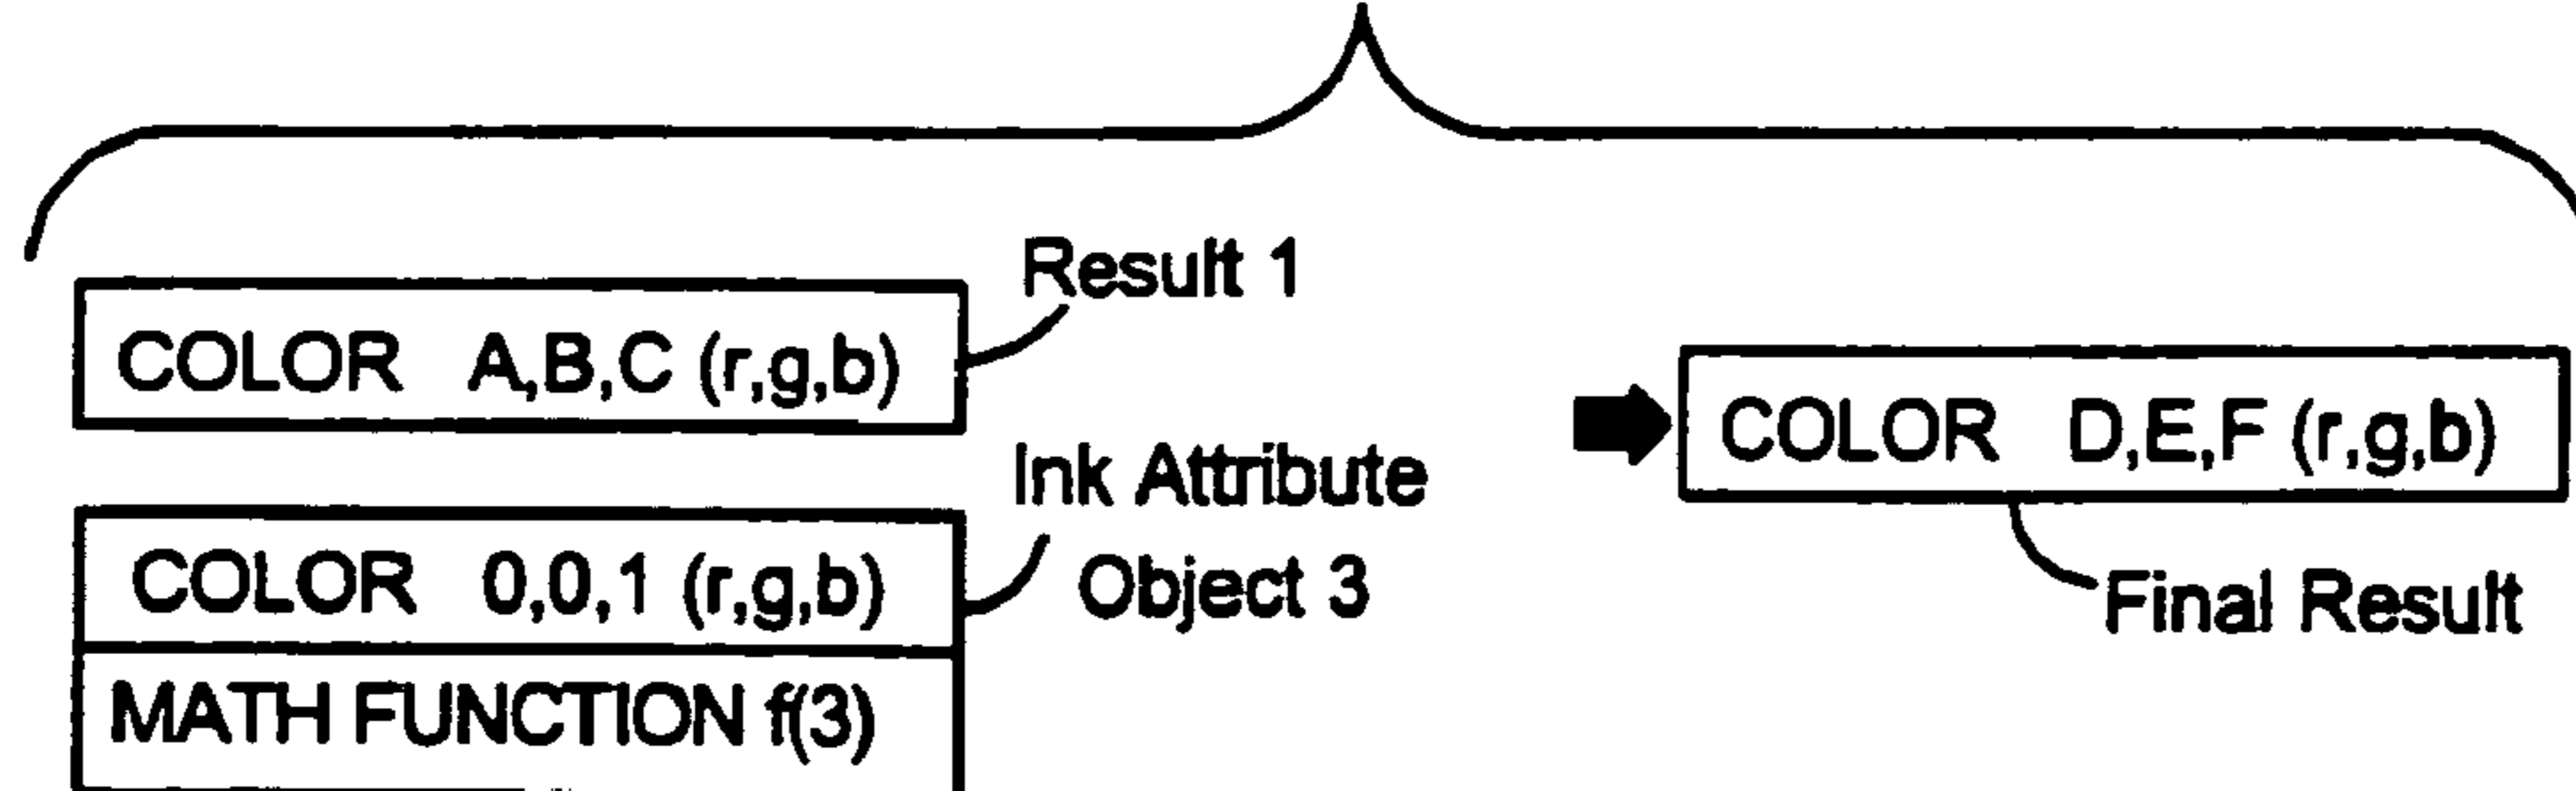 Result 1
COLOR A,B,C (r,g,b)
Ink Attribute
Object 3
COLOR 0,0,1 (r,g,b)
MATH FUNCTION f(3)
COLOR D,E,F (r,g,b)
Final Result